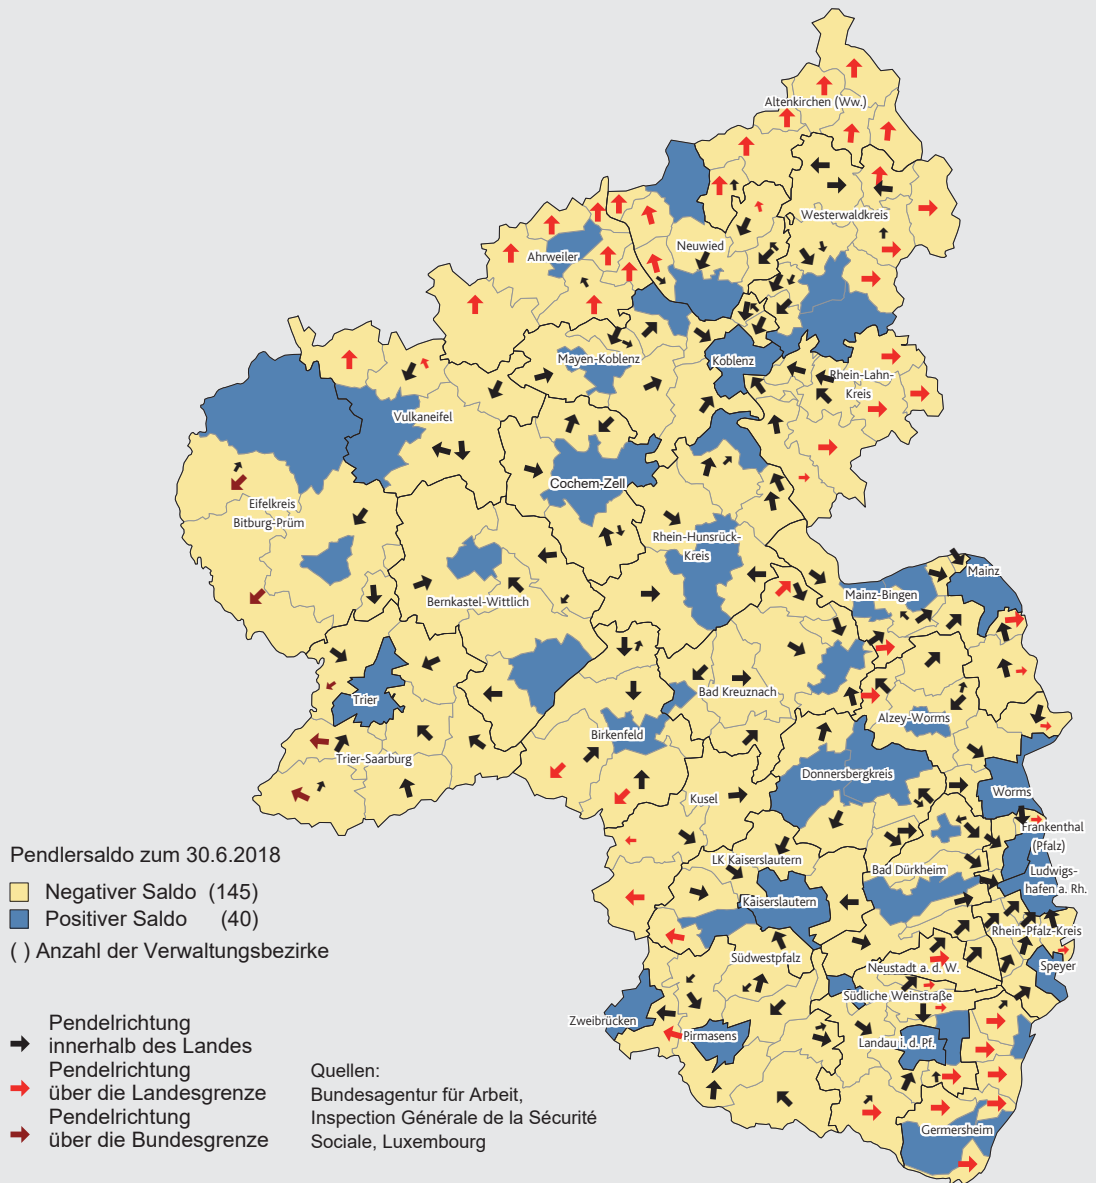 Altenkirchen (Ww.)
Westerwaldkreis
Neuwied
Ahrweiler
Mayen-Koblenz
Koblenz
Rhein-Lahn-
Kreis
Vulkaneifel
Cochem-Zell
Eifelkreis
Bitburg-Prüm
Rhein-Hunsrück-
Kreis
Mainz
Mainz-Bingen
Bernkastel-Wittlich
Bad Kreuznach
Trier
Alzey-Worms
Birkenfeld
Trier-Saarburg
Donnersbergkreis
Worms
Kusel
Frankenthal
(Pfalz)
LK Kaiserslautern
Bad Dürkheim
Ludwigs-
hafen a. Rh.
Kaiserslautern
Rhein-Pfalz-Kreis
Südwestpfalz
Neustadt a. d. W.
Speyer
Südliche Weinstraße
Zweibrücken
Pirmasens
Landau i. d. Pf.
Germersheim
Pendlersaldo zum 30.6.2018
Negativer Saldo (145)
Positiver Saldo (40)
( ) Anzahl der Verwaltungsbezirke
Pendelrichtung
innerhalb des Landes
Pendelrichtung
über die Landesgrenze
Pendelrichtung
über die Bundesgrenze
Quellen:
Bundesagentur für Arbeit,
Inspection Générale de la Sécurité
Sociale, Luxembourg